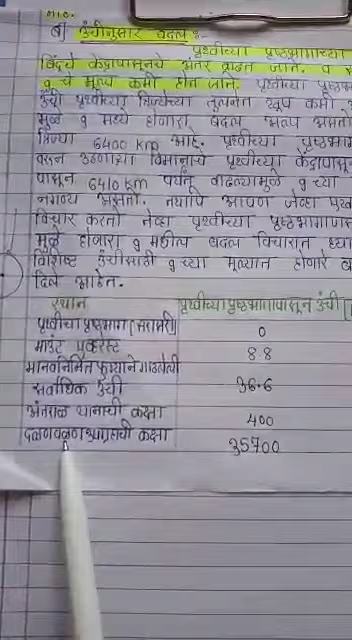 ब) उंचीनुसार बदल :-
पृथ्वीच्या पृष्ठभागाच्या
बिंदूचे केंद्रापासूनचे अंतर वाढत जाते. व
g चे मूल्य कमी होत जाते. पृथ्वीच्या
उंची पृथ्वीच्या त्रिज्येच्या तुलनेत खूप कमी
मुळे g मध्ये होणारा बदल अल्प असतो
त्रिज्या 6400 km आहे. पृथ्वीच्या पृष्ठभाग
वरून उडणाऱ्या विमानाचे पृथ्वीच्या केंद्रापासू
पासून 6410 km पर्यंत वाढल्यामुळे g च्या
नगण्य असतो. तथापि आपण जेव्हा
विचार करतो तेव्हा पृथ्वीच्या पृष्ठभागापास
मुळे होणारा g मधील बदल विचारात
विशिष्ट उंचीसाठी g च्या मूल्यात होणारे
दिले आहेत.
स्थान पृथ्वीच्या पृष्ठभागापासून उंची
पृथ्वीचा पृष्ठभाग (सरासरी) 0
माउंट एव्हरेस्ट 8.8
मानवनिर्मित फुग्याने गाठलेली
सर्वाधिक उंची 36.6
अंतराळ यानाची कक्षा 400
दळणवळण उपग्रहाची कक्षा 35700